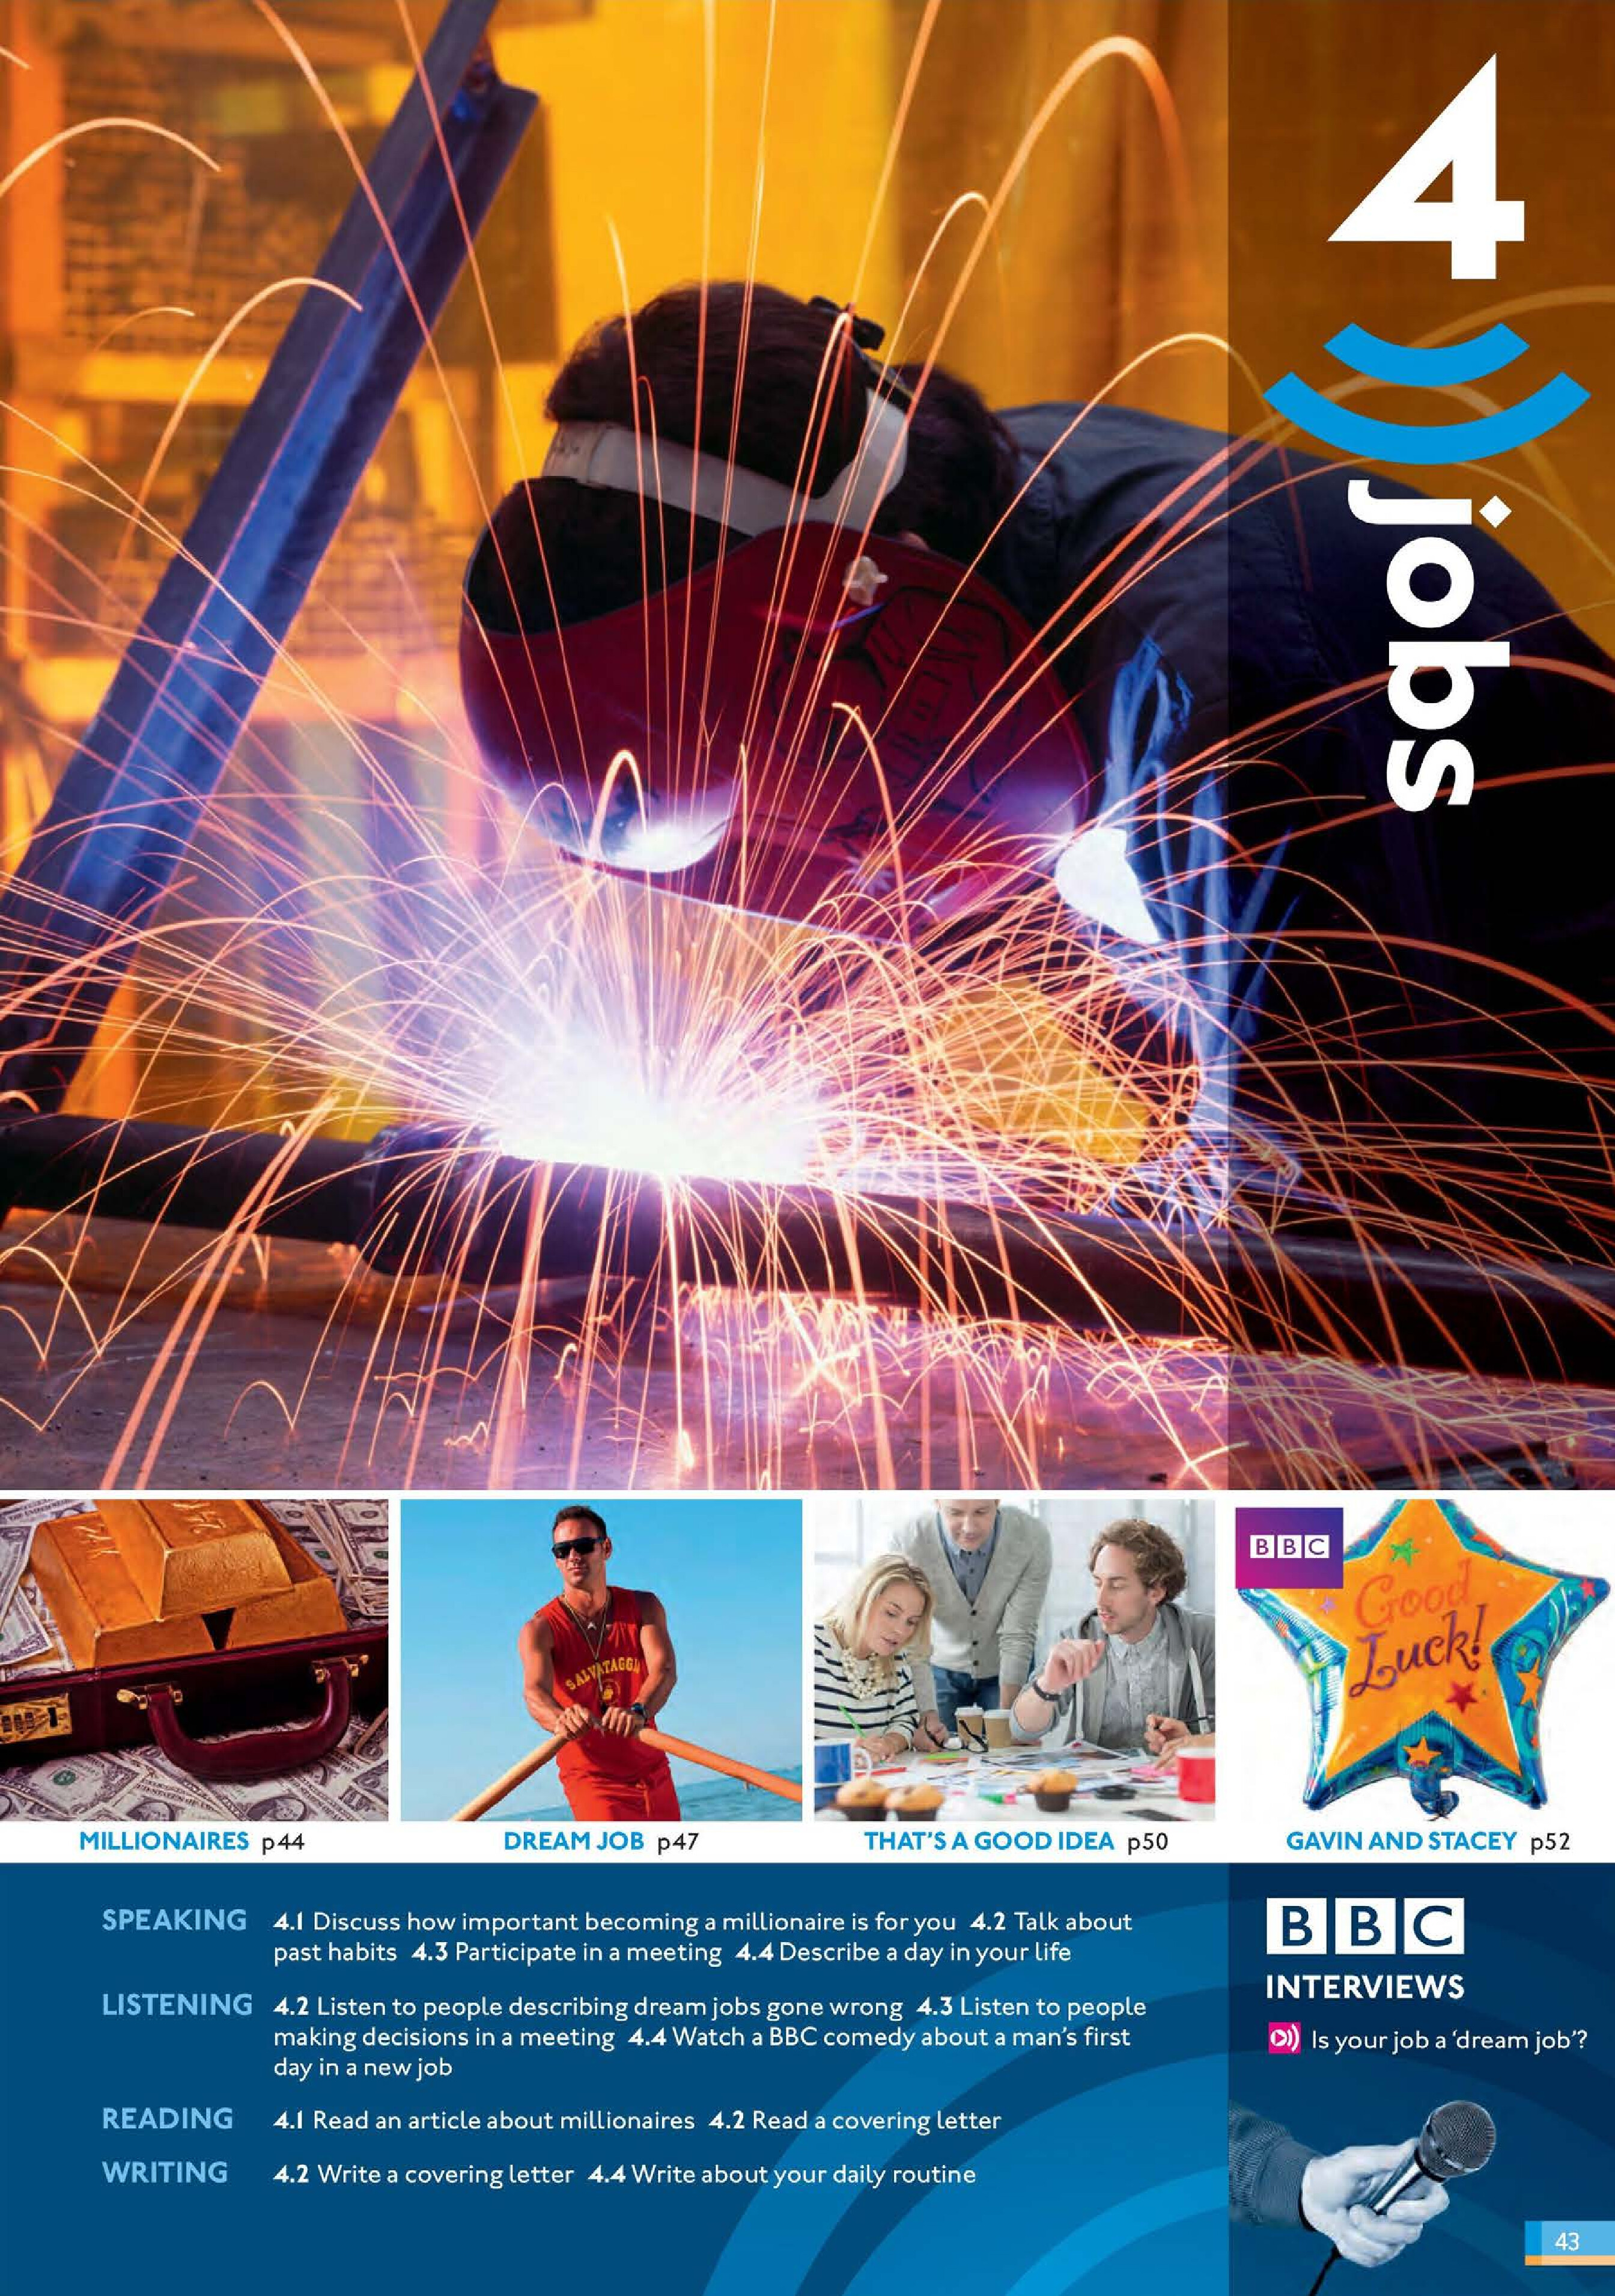 4
jobs
SALVATAGGI
BBC
Good
Luck!
MILLIONAIRES p44
DREAM JOB p47
THAT'S A GOOD IDEA p50
GAVIN AND STACEY p52
SPEAKING 4.1 Discuss how important becoming a millionaire is for you 4.2 Talk about
past habits 4.3 Participate in a meeting 4.4 Describe a day in your life
LISTENING 4.2 Listen to people describing dream jobs gone wrong 4.3 Listen to people
making decisions in a meeting 4.4 Watch a BBC comedy about a man's first
day in a new job
READING 4.1 Read an article about millionaires 4.2 Read a covering letter
WRITING 4.2 Write a covering letter 4.4 Write about your daily routine
BBC
INTERVIEWS
Is your job a 'dream job'?
43